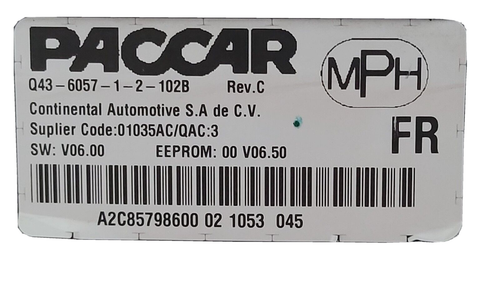 PACCAR
MPH
Q43-6057-1-2-102B Rev.C
Continental Automotive S.A de C.V.
Suplier Code:01035AC/QAC:3
FR
SW: V06.00 EEPROM: 00 V06.50
A2C85798600 02 1053 045